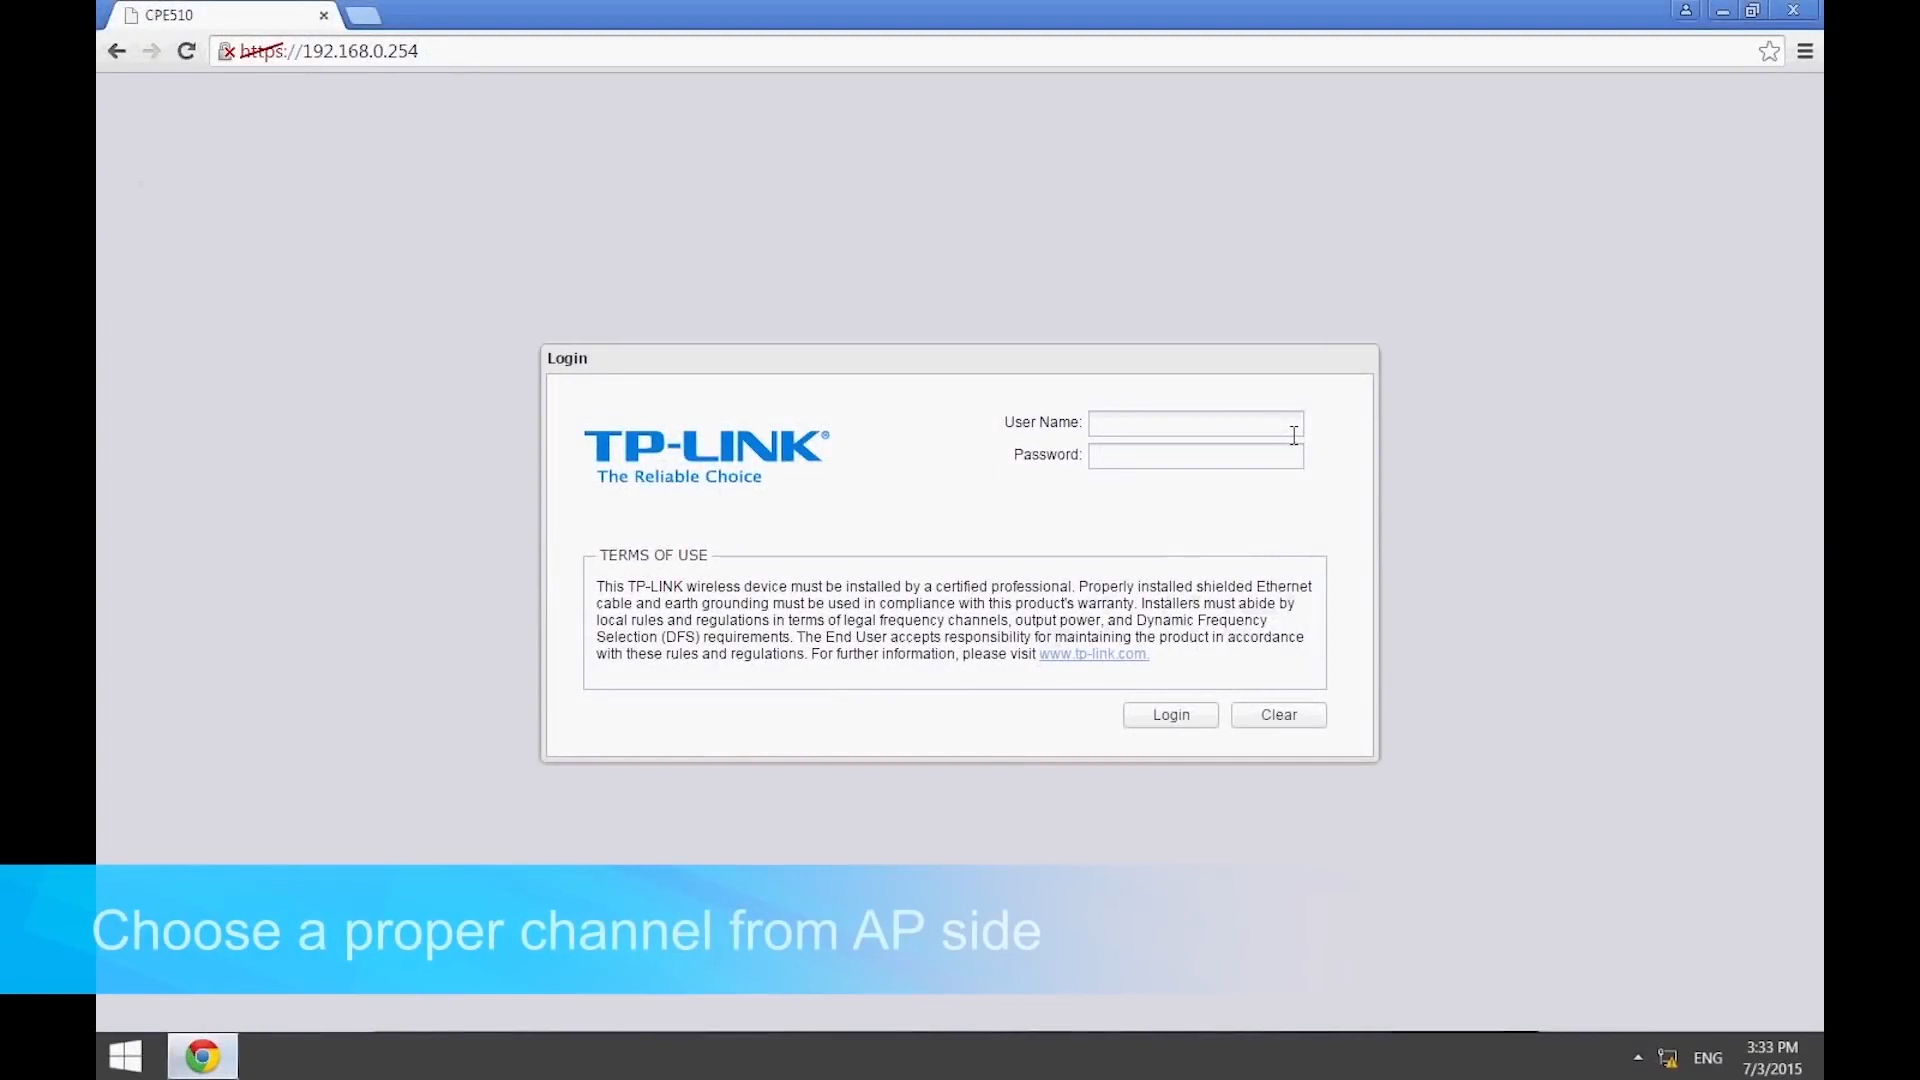 CPE510
https://192.168.0.254
Login
TP-LINK®
The Reliable Choice
User Name:
Password:
TERMS OF USE
This TP-LINK wireless device must be installed by a certified professional. Properly installed shielded Ethernet
cable and earth grounding must be used in compliance with this product's warranty. Installers must abide by
local rules and regulations in terms of legal frequency channels, output power, and Dynamic Frequency
Selection (DFS) requirements. The End User accepts responsibility for maintaining the product in accordance
with these rules and regulations. For further information, please visit www.tp-link.com.
Login Clear
Choose a proper channel from AP side
ENG
3:33 PM
7/3/2015